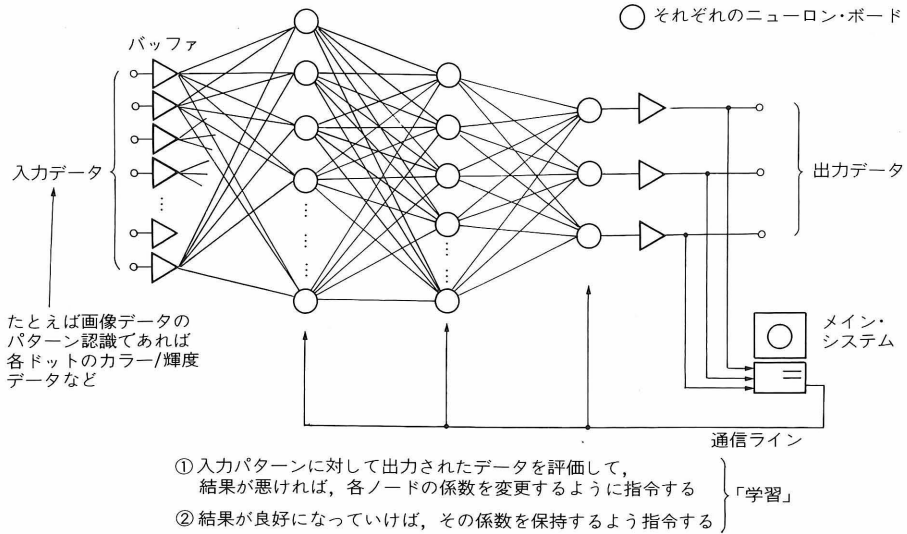 それぞれのニューロン・ボード
バッファ
入力データ
出力データ
たとえば画像データの
パターン認識であれば
各ドットのカラー/輝度
データなど
メイン・
システム
通信ライン
① 入力パターンに対して出力されたデータを評価して,
結果が悪ければ, 各ノードの係数を変更するように指令する
② 結果が良好になっていけば, その係数を保持するよう指令する
「学習」